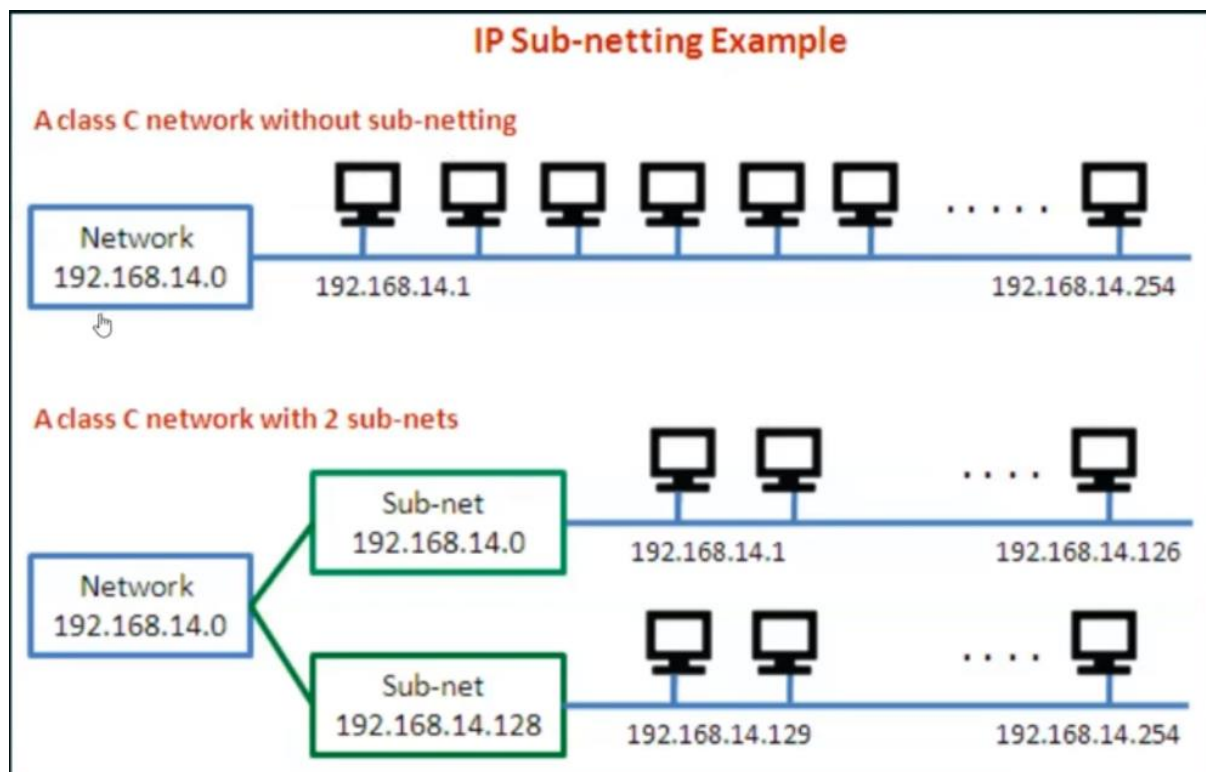 IP Sub-netting Example
A class C network without sub-netting
Network
192.168.14.0
192.168.14.1
192.168.14.254
A class C network with 2 sub-nets
Sub-net
192.168.14.0
192.168.14.1
192.168.14.126
Network
192.168.14.0
Sub-net
192.168.14.128
192.168.14.129
192.168.14.254